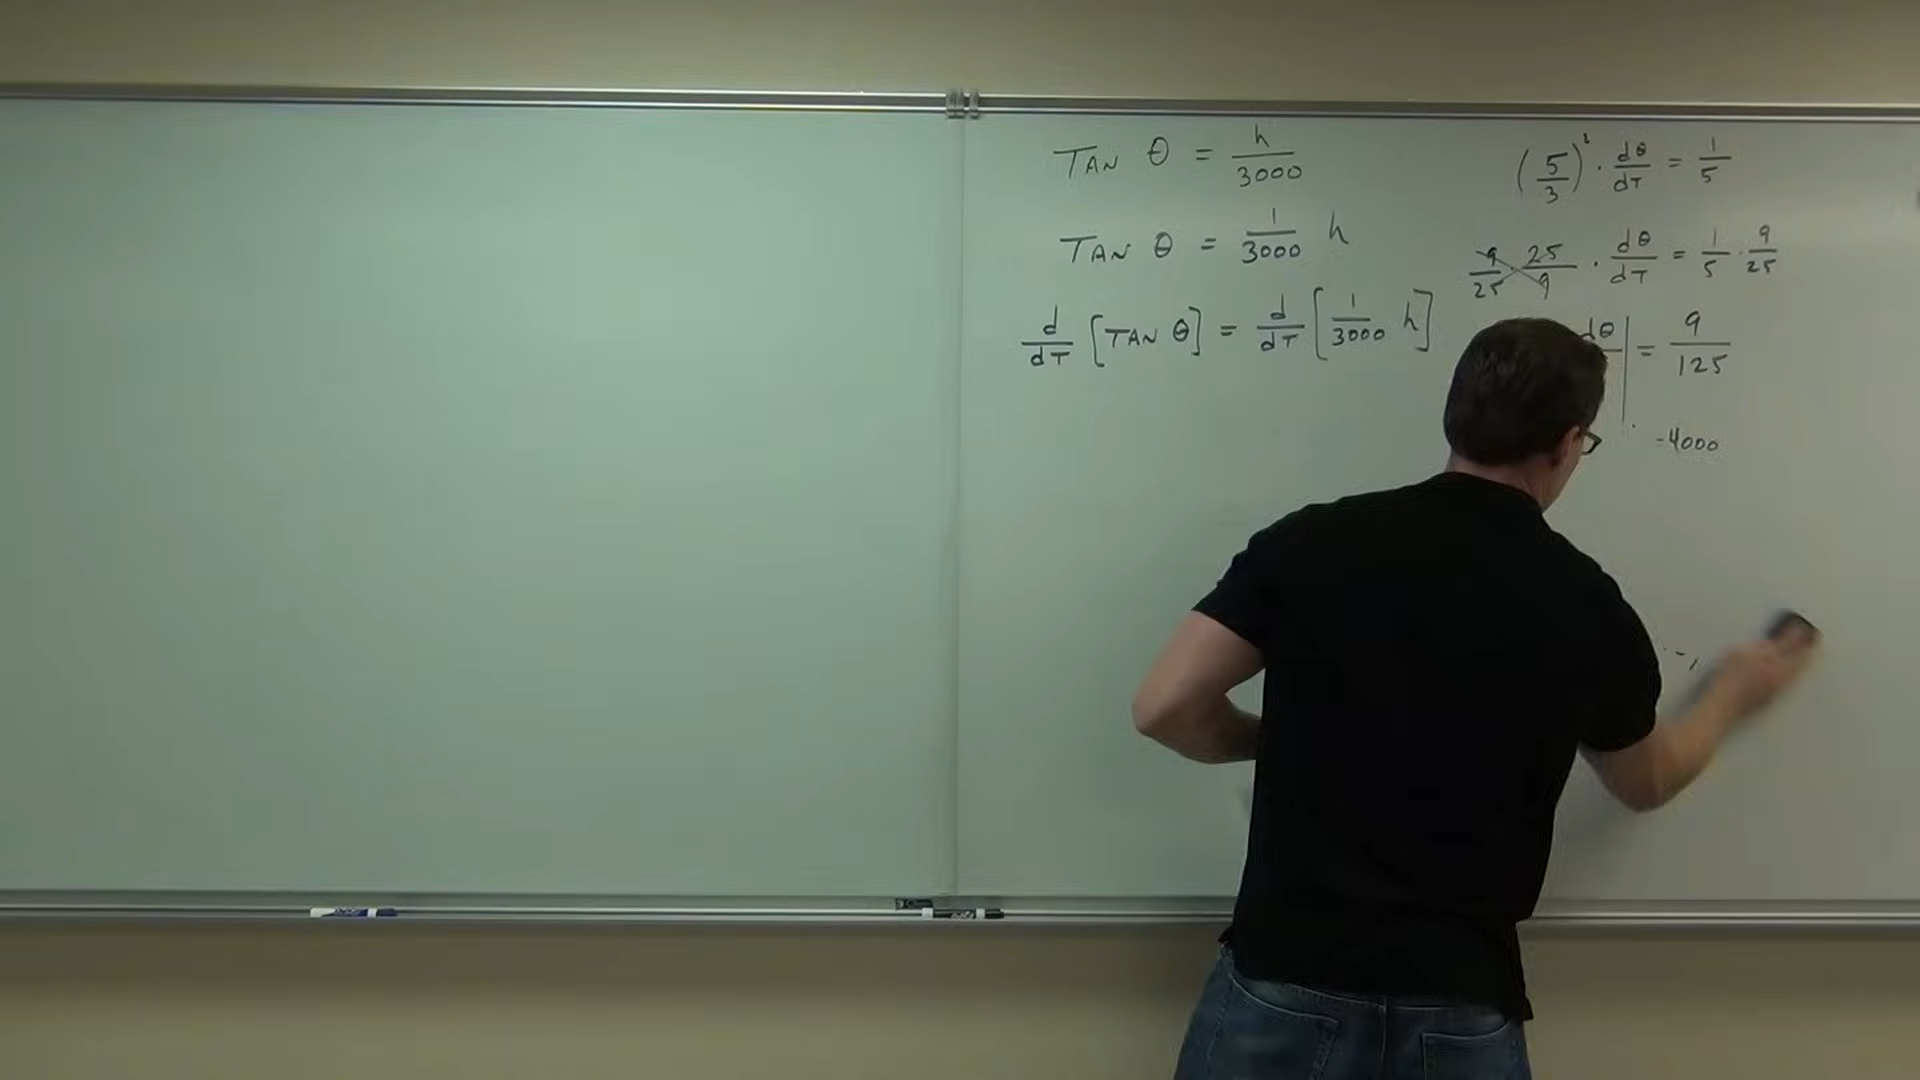 TAN θ = h/3000
TAN θ = 1/3000 h
d/dT [TAN θ] = d/dT [1/3000 h]
(5/3)² · dθ/dT = 1/5
9/25 25/9 · dθ/dT = 1/5 · 9/25
dθ | = 9/125
=4000